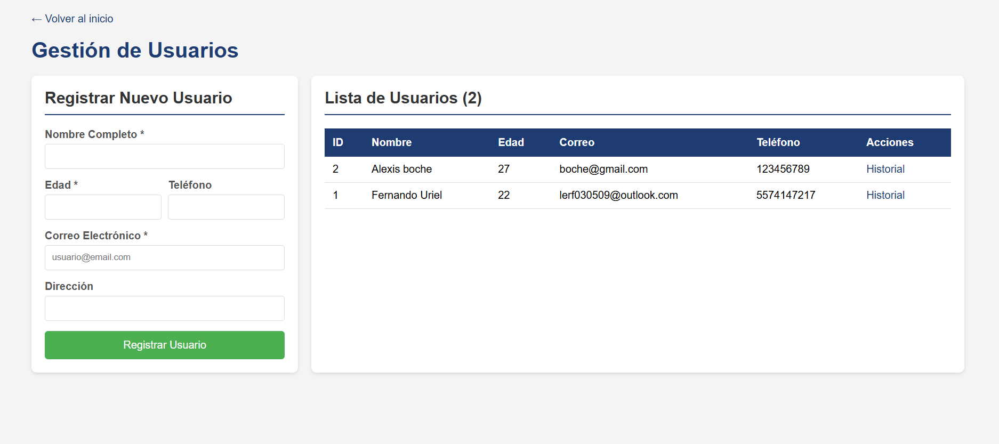 ← Volver al inicio
Gestión de Usuarios
Registrar Nuevo Usuario
Nombre Completo *
Edad * Teléfono
Correo Electrónico *
usuario@email.com
Dirección
Registrar Usuario
Lista de Usuarios (2)
ID Nombre Edad Correo Teléfono Acciones
2 Alexis boche 27 boche@gmail.com 123456789 Historial
1 Fernando Uriel 22 lerf030509@outlook.com 5574147217 Historial